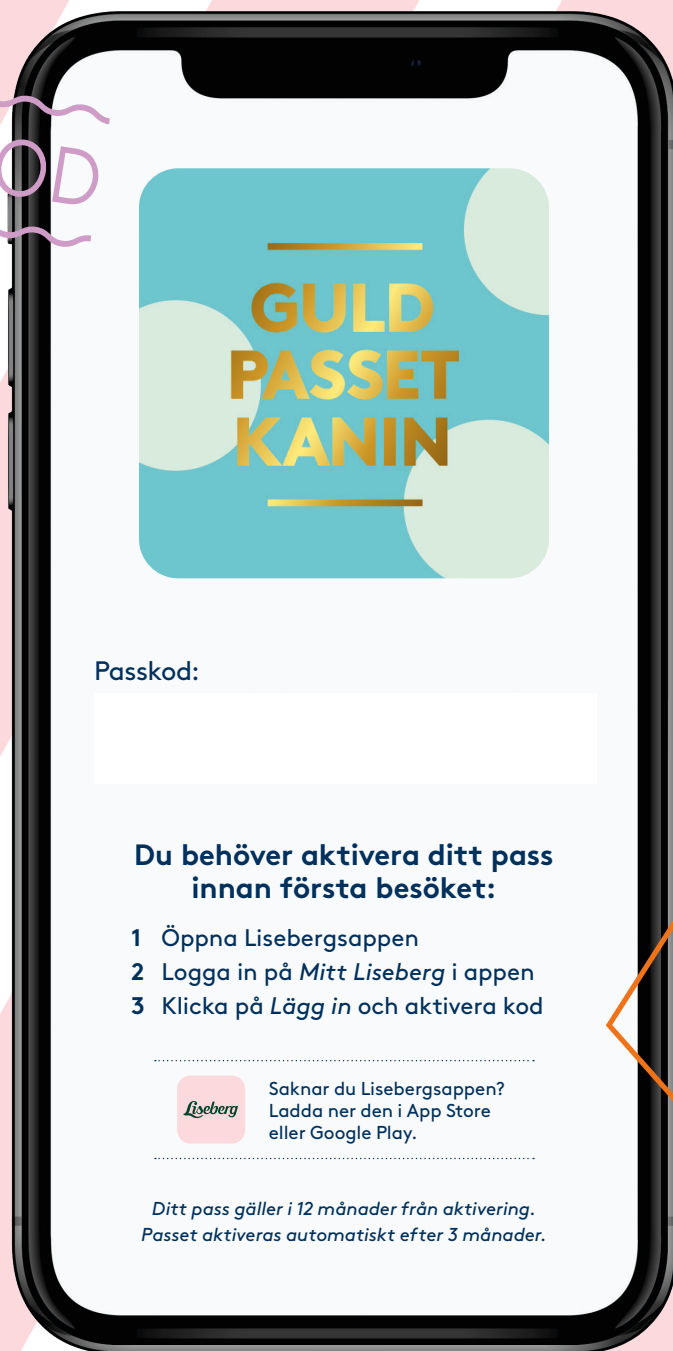 OD
GULD
PASSET
KANIN
Passkod:
Du behöver aktivera ditt pass
innan första besöket:
1 Öppna Lisebergsappen
2 Logga in på Mitt Liseberg i appen
3 Klicka på Lägg in och aktivera kod
Liseberg
Saknar du Lisebergsappen?
Ladda ner den i App Store
eller Google Play.
Ditt pass gäller i 12 månader från aktivering.
Passet aktiveras automatiskt efter 3 månader.